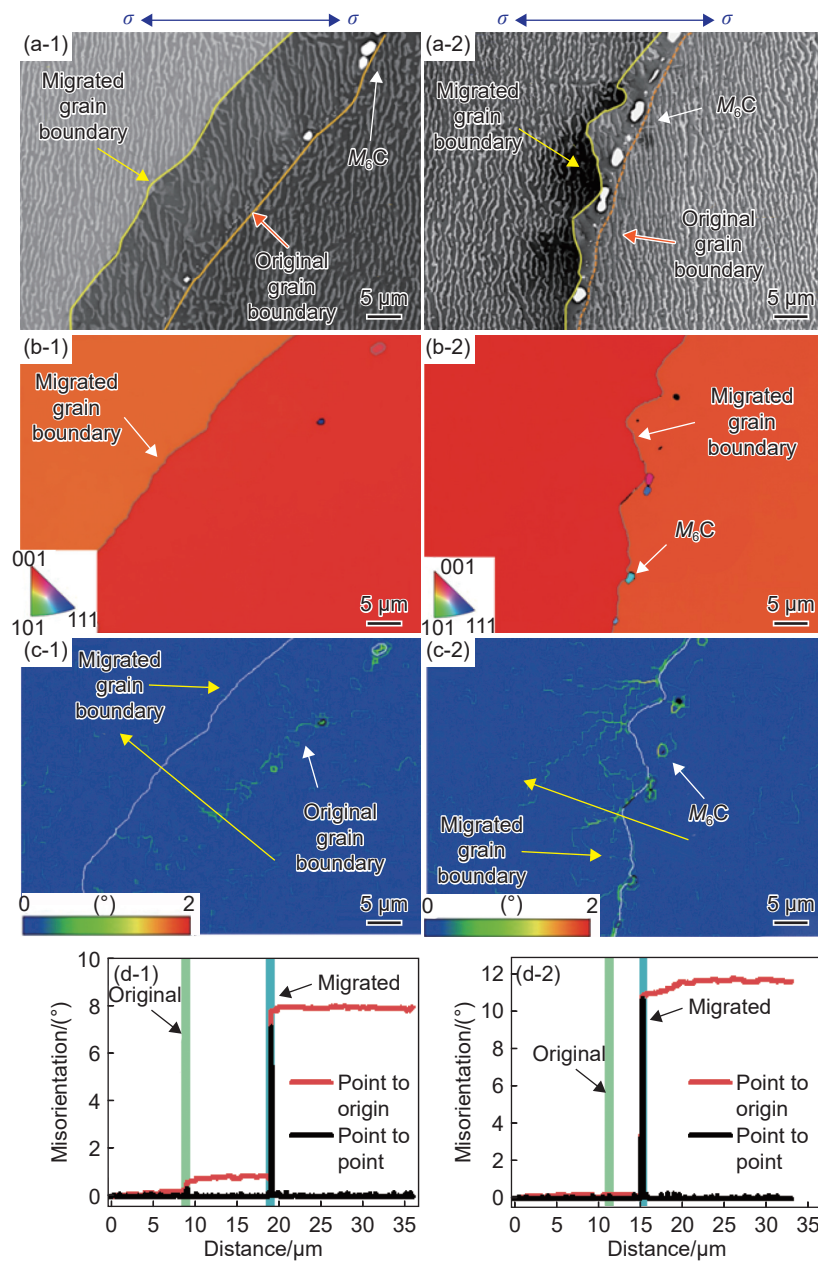 σ σ
σ σ
(a-1)
Migrated
grain
boundary
M₆C
Original
grain
boundary
5 µm
(a-2)
Migrated
grain
boundary
M₆C
Original
grain
boundary
5 µm
(b-1)
Migrated
grain
boundary
001
101 111
5 µm
(b-2)
Migrated
grain
boundary
M₆C
001
101 111
5 µm
(c-1)
Migrated
grain
boundary
Original
grain
boundary
0 (°) 2
5 µm
(c-2)
M₆C
Migrated
grain
boundary
0 (°) 2
5 µm
(d-1)
Original
Migrated
Point to
origin
Point to
point
Misorientation/(°)
10
8
6
4
2
0
0 5 10 15 20 25 30 35
Distance/µm
(d-2)
Migrated
Original
Point to
origin
Point to
point
Misorientation/(°)
12
10
8
6
4
2
0
0 5 10 15 20 25 30 35
Distance/µm